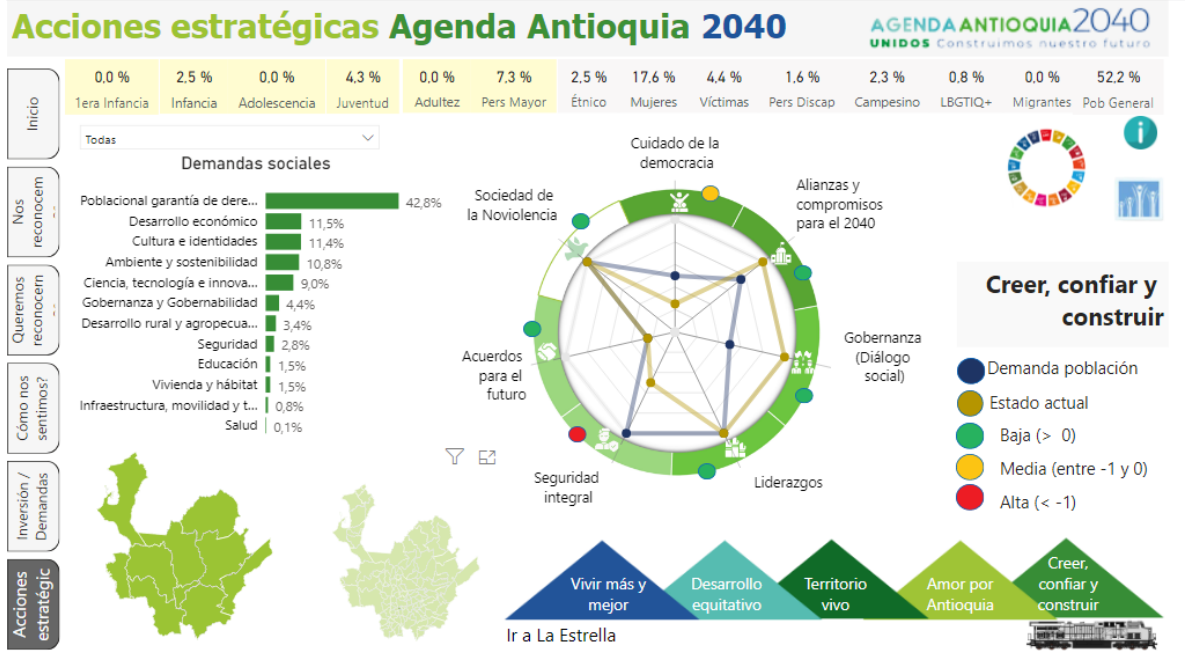 Acciones estratégicas Agenda Antioquia 2040
AGENDA ANTIOQUIA 2040
UNIDOS Construimos nuestro futuro
0,0 % 2.5 % 0.0 % 4.3 % 0.0 % 7.3 % 2,5 % 17,6 % 4,4 % 1,6 % 2,3 % 0,8 % 0,0 % 52,2 %
1era Infancia Infancia Adolescencia Juventud Adultez Pers Mayor Étnico Mujeres Víctimas Pers Discap Campesino LBGTIQ+ Migrantes Pob General
Inicio
Nos
reconocem
Queremos
reconocern
Cómo nos
sentimos?
Inversión /
Demandas
Acciones
estratégic
Todas
Demandas sociales
Poblacional garantía de dere... 42,8%
Desarrollo económico 11,5%
Cultura e identidades 11,4%
Ambiente y sostenibilidad 10,8%
Ciencia, tecnología e innova... 9,0%
Gobernanza y Gobernabilidad 4,4%
Desarrollo rural y agropecua... 3,4%
Seguridad 2,8%
Educación 1,5%
Vivienda y hábitat 1,5%
Infraestructura, movilidad y t... 0,8%
Salud 0,1%
Cuidado de la
democracia
Alianzas y
compromisos
para el 2040
Gobernanza
(Diálogo
social)
Liderazgos
Seguridad
integral
Acuerdos
para el
futuro
Sociedad de
la Noviolencia
i
Creer, confiar y
construir
Demanda población
Estado actual
Baja (> 0)
Media (entre -1 y 0)
Alta (< -1)
Vivir más y
mejor
Desarrollo
equitativo
Territorio
vivo
Amor por
Antioquia
Creer,
confiar y
construir
Ir a La Estrella